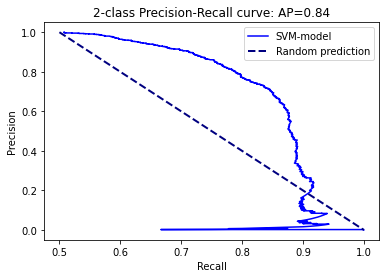 2-class Precision-Recall curve: AP=0.84
SVM-model
Random prediction
Precision
1.0
0.8
0.6
0.4
0.2
0.0
0.5
0.6
0.7
0.8
0.9
1.0
Recall